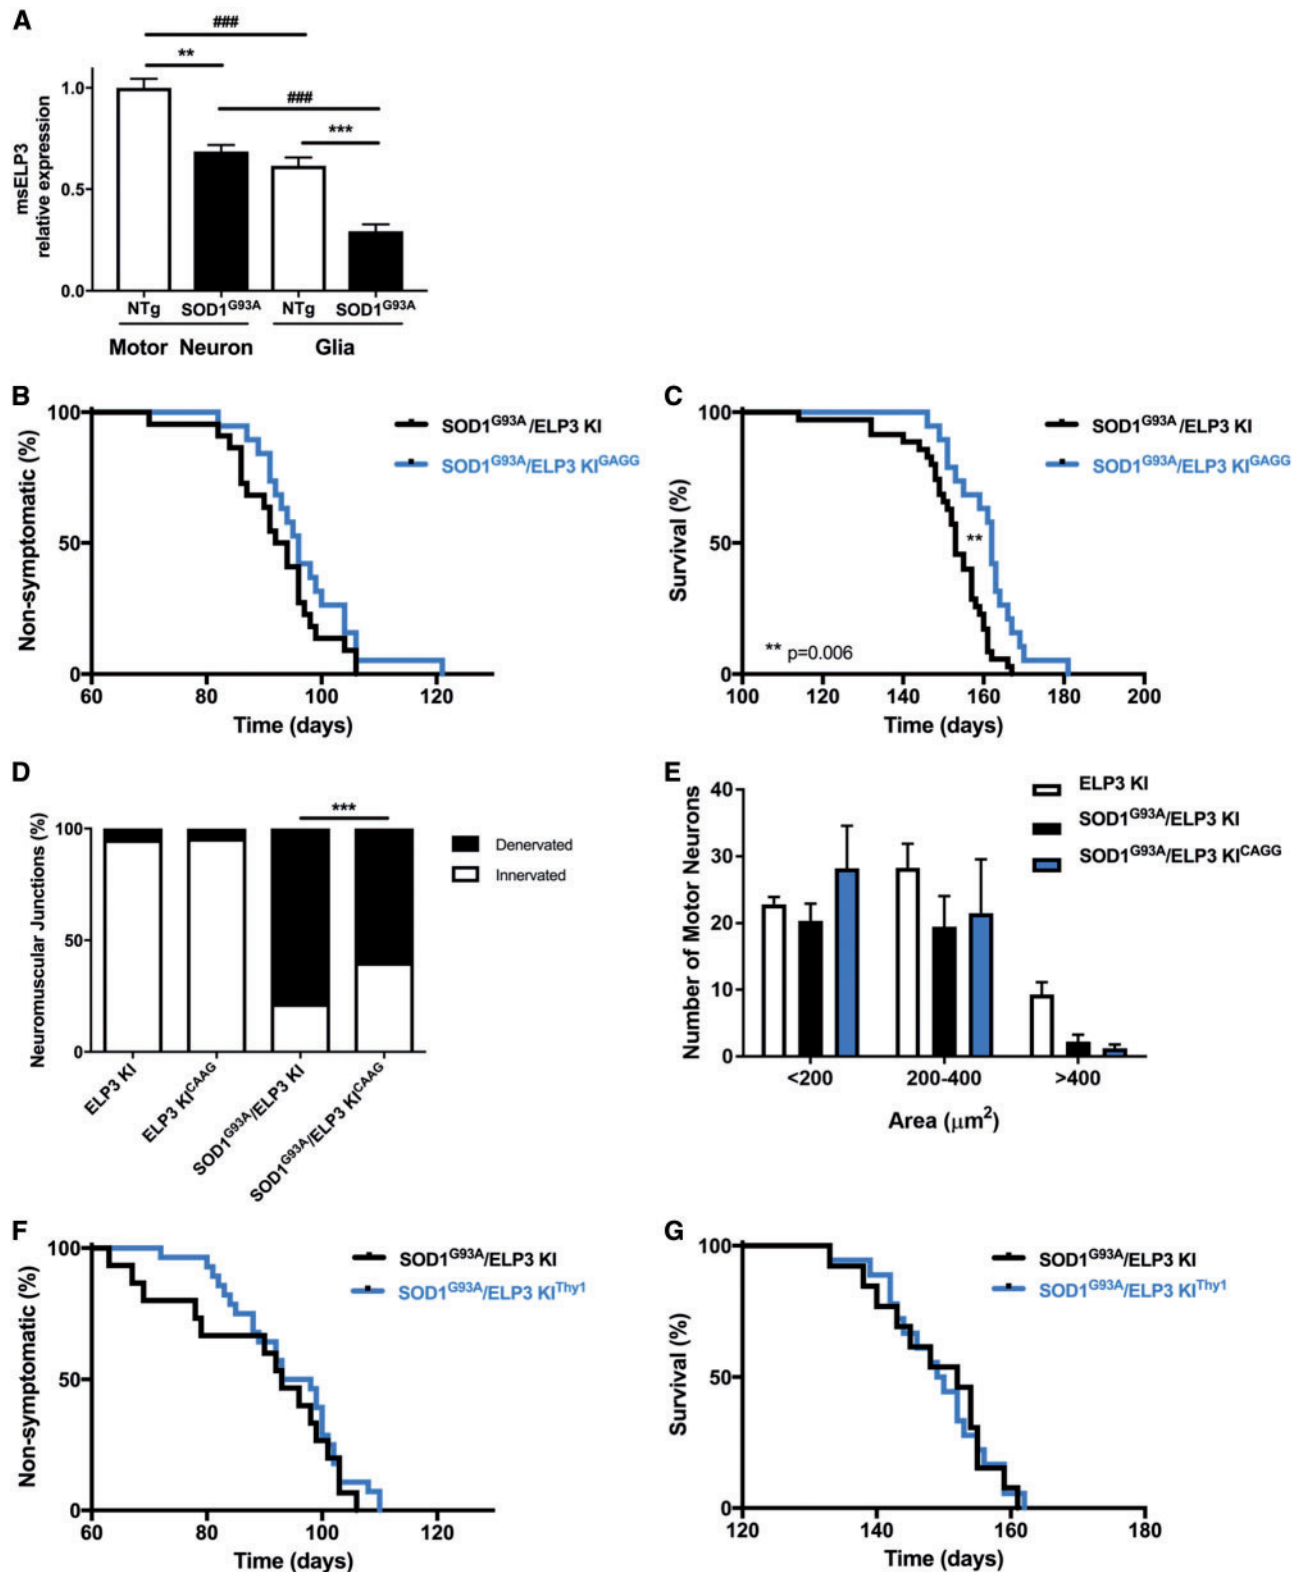 A
###
**
###
***
msELP3
relative expression
1.0
0.5
0.0
NTg SOD1G93A NTg SOD1G93A
Motor Neuron Glia
B
Non-symptomatic (%)
100
50
0
60 80 100 120
Time (days)
SOD1G93A/ELP3 KI
SOD1G93A/ELP3 KIGAGG
C
Survival (%)
100
50
0
100 120 140 160 180 200
Time (days)
SOD1G93A/ELP3 KI
SOD1G93A/ELP3 KIGAGG
**
** p=0.006
D
Neuromuscular Junctions (%)
100
50
0
***
Denervated
Innervated
ELP3 KI
ELP3 KICAAG
SOD1G93A/ELP3 KI
SOD1G93A/ELP3 KICAAG
E
Number of Motor Neurons
40
30
20
10
0
<200 200-400 >400
Area (μm2)
ELP3 KI
SOD1G93A/ELP3 KI
SOD1G93A/ELP3 KICAGG
F
Non-symptomatic (%)
100
50
0
60 80 100 120
Time (days)
SOD1G93A/ELP3 KI
SOD1G93A/ELP3 KIThy1
G
Survival (%)
100
50
0
120 140 160 180
Time (days)
SOD1G93A/ELP3 KI
SOD1G93A/ELP3 KIThy1